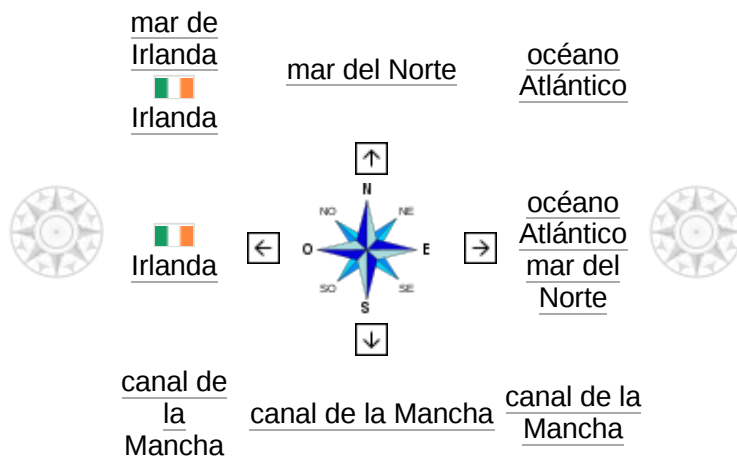 mar de
Irlanda
Irlanda
mar del Norte
océano
Atlántico
N
NO
NE
Irlanda
O
E
océano
Atlántico
mar del
Norte
SO
SE
S
canal de
la
Mancha
canal de la Mancha
canal de la
Mancha